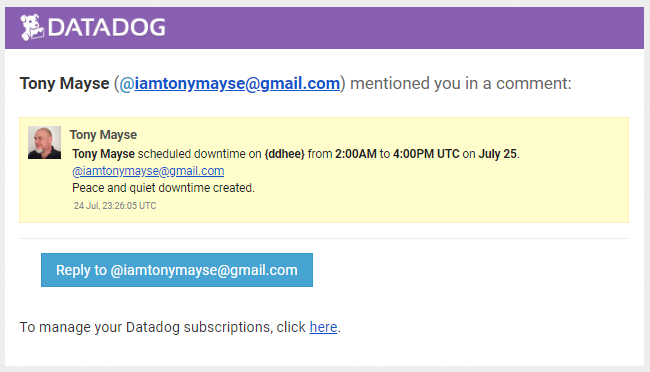 DATADOG
Tony Mayse (@iamtonymayse@gmail.com) mentioned you in a comment:
Tony Mayse
Tony Mayse scheduled downtime on {ddhee} from 2:00AM to 4:00PM UTC on July 25.
@iamtonymayse@gmail.com
Peace and quiet downtime created.
24 Jul, 23:26:05 UTC
Reply to @iamtonymayse@gmail.com
To manage your Datadog subscriptions, click here.